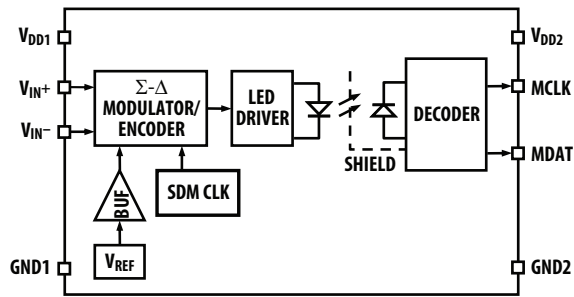 VDD1
VIN+
VIN–
GND1
Σ-Δ
MODULATOR/
ENCODER
BUF
VREF
SDM CLK
LED
DRIVER
SHIELD
DECODER
VDD2
MCLK
MDAT
GND2